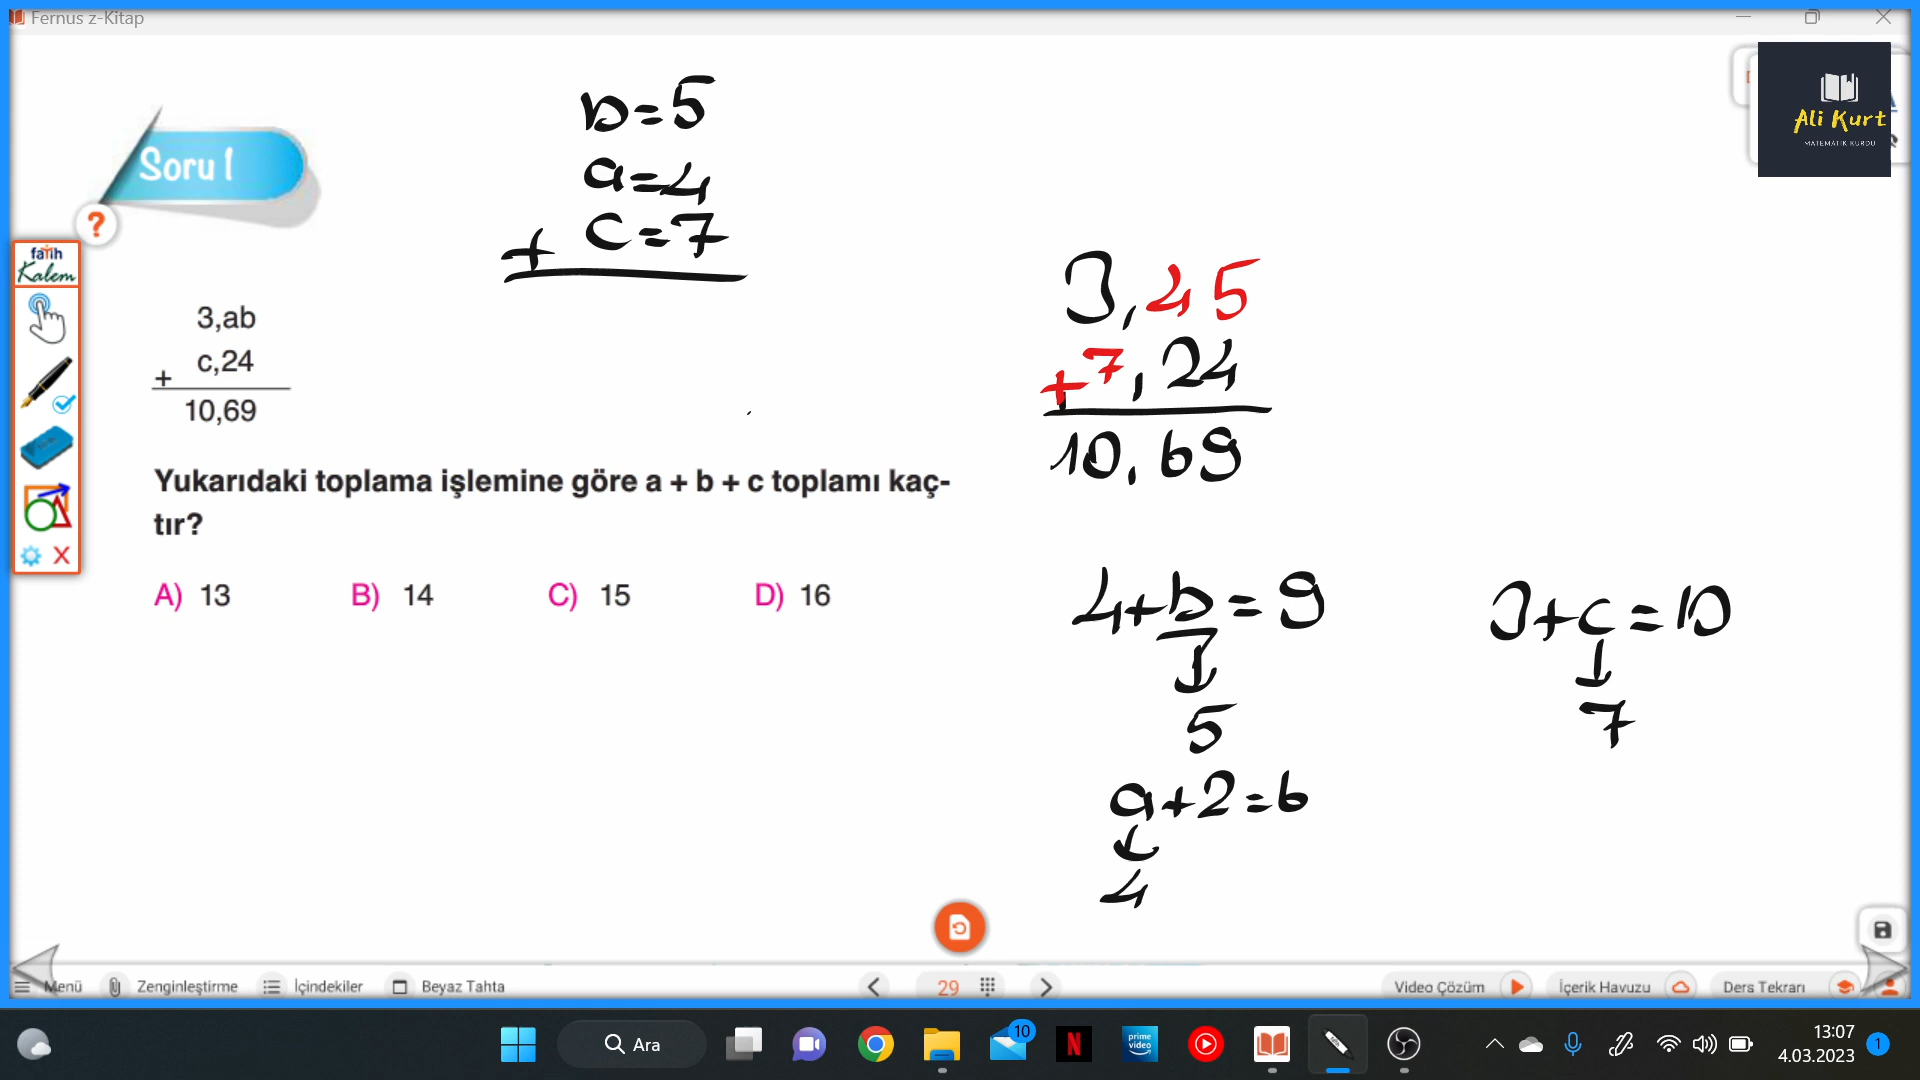 Fernus z-Kitap
Soru 1
?
fatih
Kalem
b=5
a=4
c=7
+
Ali Kurt
MATEMATİK KURDU
3,ab
c,24
+
10,69
Yukarıdaki toplama işlemine göre a + b + c toplamı kaç-
tır?
A) 13 B) 14 C) 15 D) 16
3,45
+7,24
10,69
4+b=9
5
3+c=10
7
a+2=6
4
Menü Zenginleştirme İçindekiler Beyaz Tahta 29 Video Çözüm İçerik Havuzu Ders Tekrarı
Ara
10
prime
video
13:07
4.03.2023
1